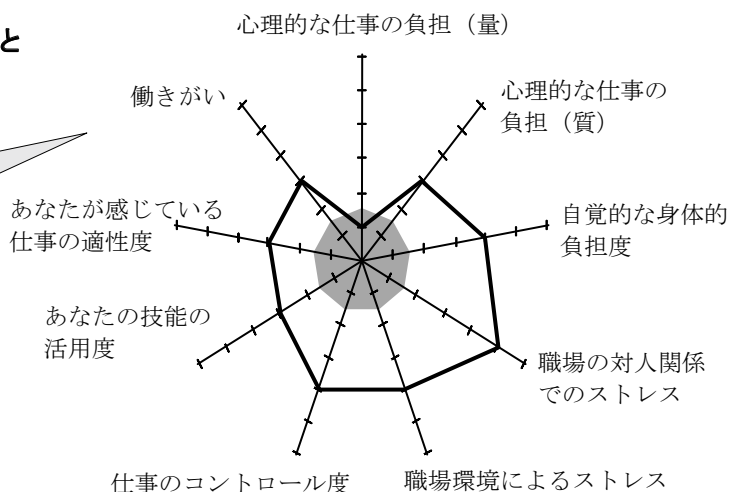 と
心理的な仕事の負担（量）
働きがい
心理的な仕事の
負担（質）
あなたが感じている
仕事の適性度
自覚的な身体的
負担度
あなたの技能の
活用度
職場の対人関係
でのストレス
仕事のコントロール度
職場環境によるストレス